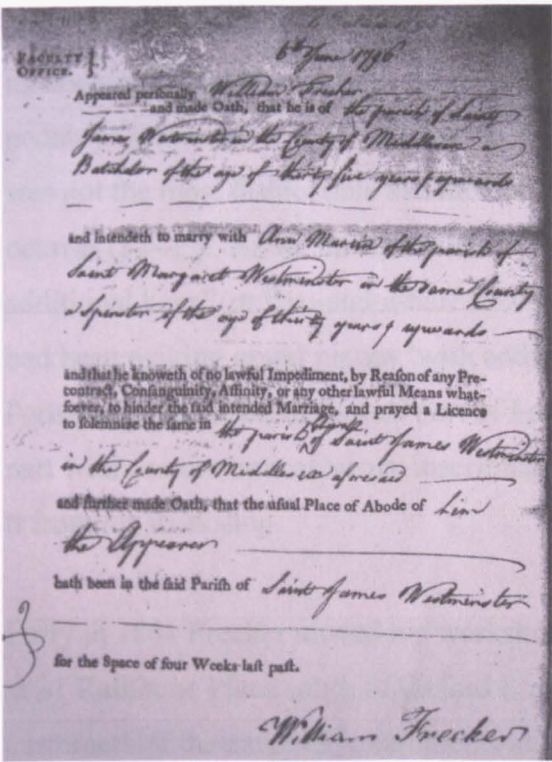 FACULTY
OFFICE.
6th June 1796
Appeared personally William Frecker
and made Oath, that he is of the parish of Saint
James Westminster in the County of Middlesex a
Batchelor of the age of thirty five years & upwards
and intendeth to marry with Ann Martin of the parish of
Saint Margaret Westminster in the same County
a Spinster of the age of thirty years & upwards
and that he knoweth of no lawful Impediment, by Reason of any Pre-
contract, Consanguinity, Affinity, or any other lawful Means what-
soever, to hinder the said intended Marriage, and prayed a Licence
to solemnize the same in the parish Church of Saint James Westminster
in the County of Middlesex aforesaid
and further made Oath, that the usual Place of Abode of him
the Appearer
hath been in the said Parish of Saint James Westminster
for the Space of four Weeks last past.
William Frecker